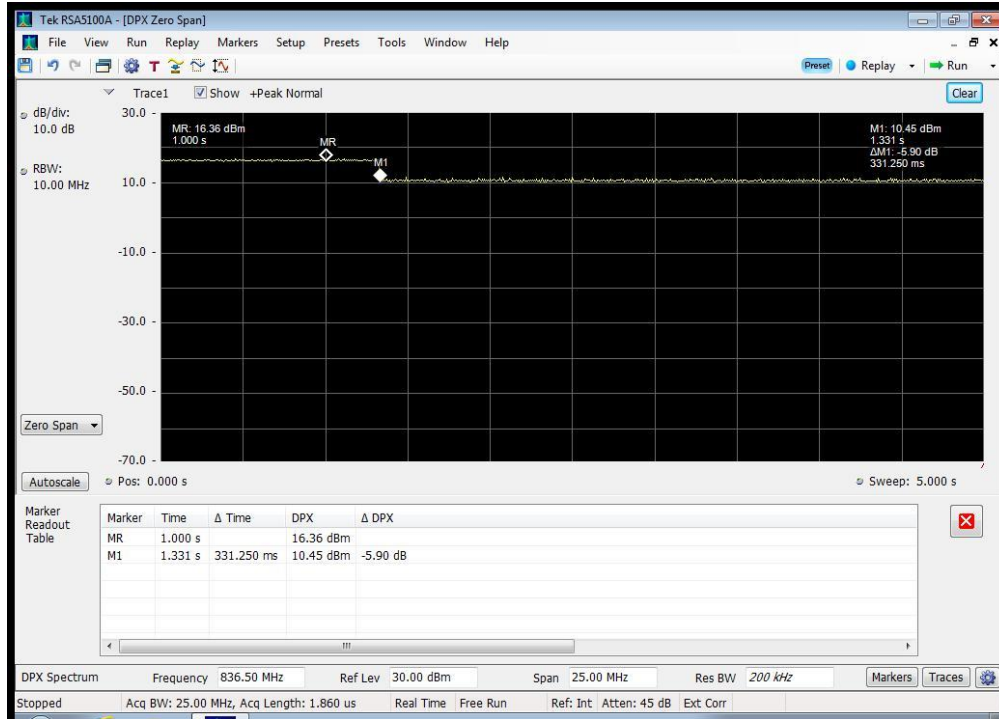 Tek RSA5100A - [DPX Zero Span]
File View Run Replay Markers Setup Presets Tools Window Help
T Preset Replay Run
Trace1 Show +Peak Normal Clear
dB/div:
10.0 dB
RBW:
10.00 MHz
30.0
10.0
-10.0
-30.0
-50.0
-70.0
MR: 16.36 dBm
1.000 s
MR
M1
M1: 10.45 dBm
1.331 s
ΔM1: -5.90 dB
331.250 ms
Zero Span
Autoscale Pos: 0.000 s Sweep: 5.000 s
Marker
Readout
Table
Marker Time Δ Time DPX Δ DPX
MR 1.000 s 16.36 dBm
M1 1.331 s 331.250 ms 10.45 dBm -5.90 dB
DPX Spectrum Frequency 836.50 MHz Ref Lev 30.00 dBm Span 25.00 MHz Res BW 200 kHz Markers Traces
Stopped Acq BW: 25.00 MHz, Acq Length: 1.860 us Real Time Free Run Ref: Int Atten: 45 dB Ext Corr